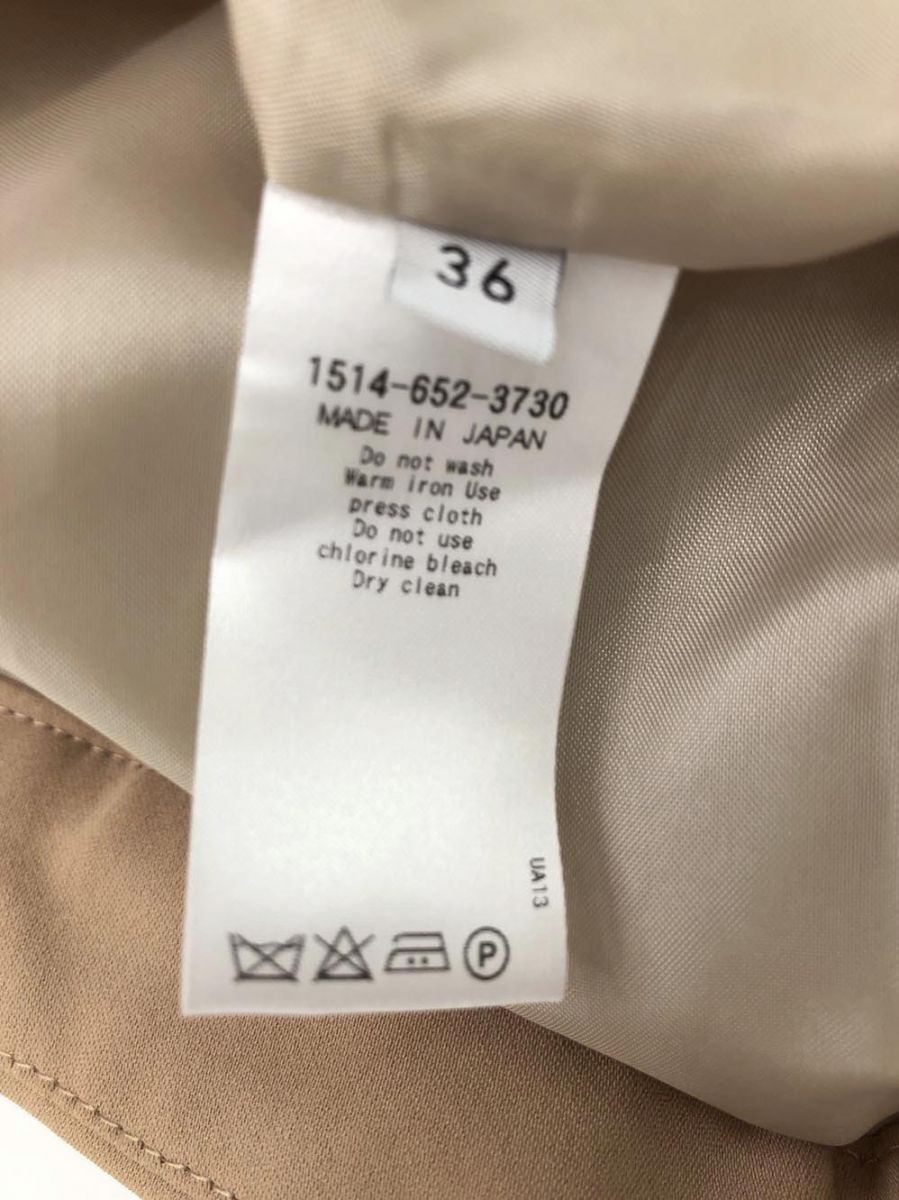 36
1514-652-3730
MADE IN JAPAN
Do not wash
Warm iron Use
press cloth
Do not use
chlorine bleach
Dry clean
UA13
P